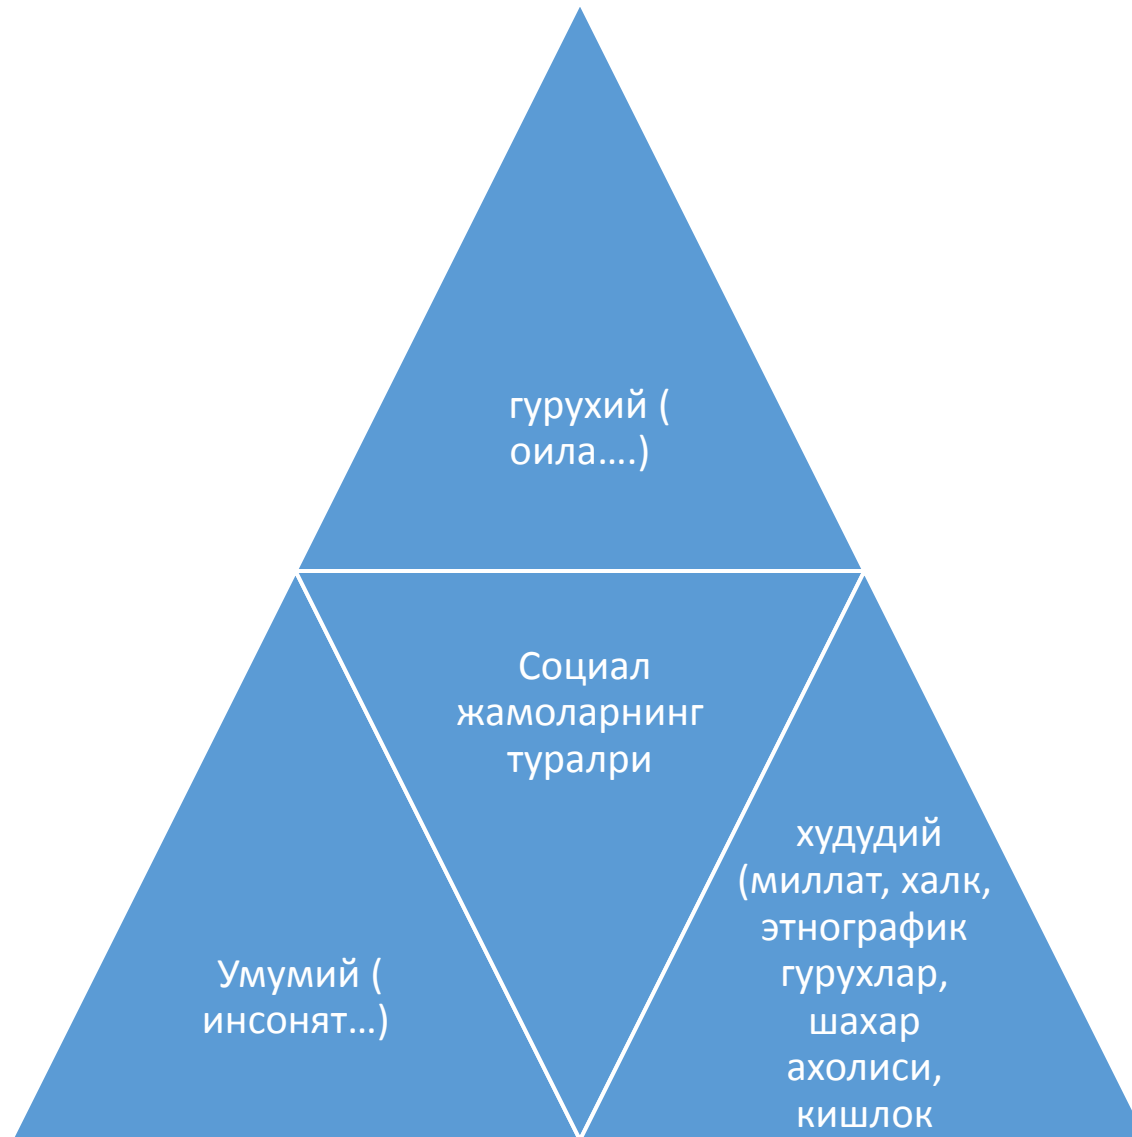 гурухий (
оила….)
Социал
жамоларнинг
туралри
Умумий (
инсонят…)
худудий
(миллат, халк,
этнографик
гурухлар,
шахар
ахолиси,
кишлок